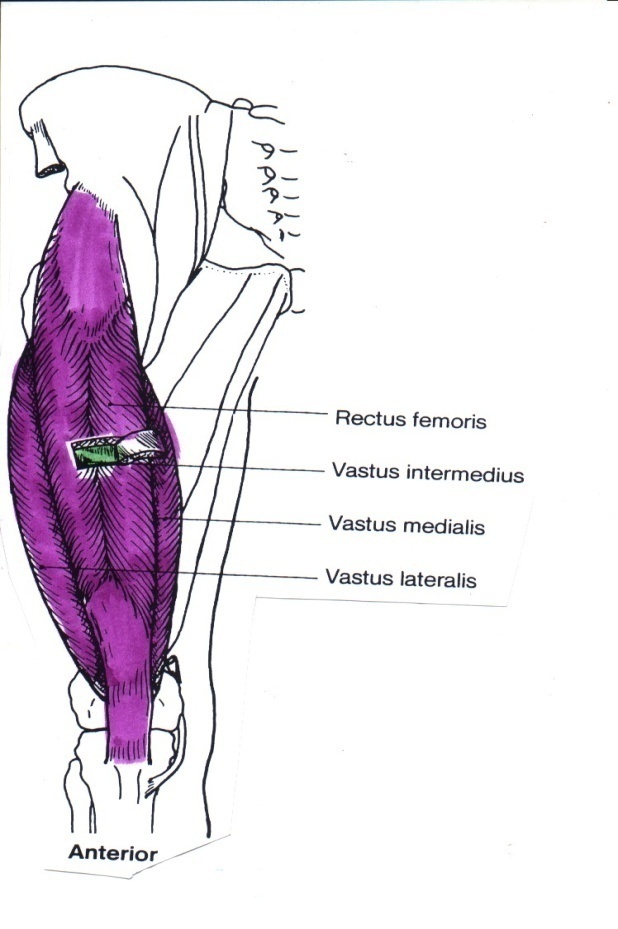 Rectus femoris
Vastus intermedius
Vastus medialis
Vastus lateralis
Anterior